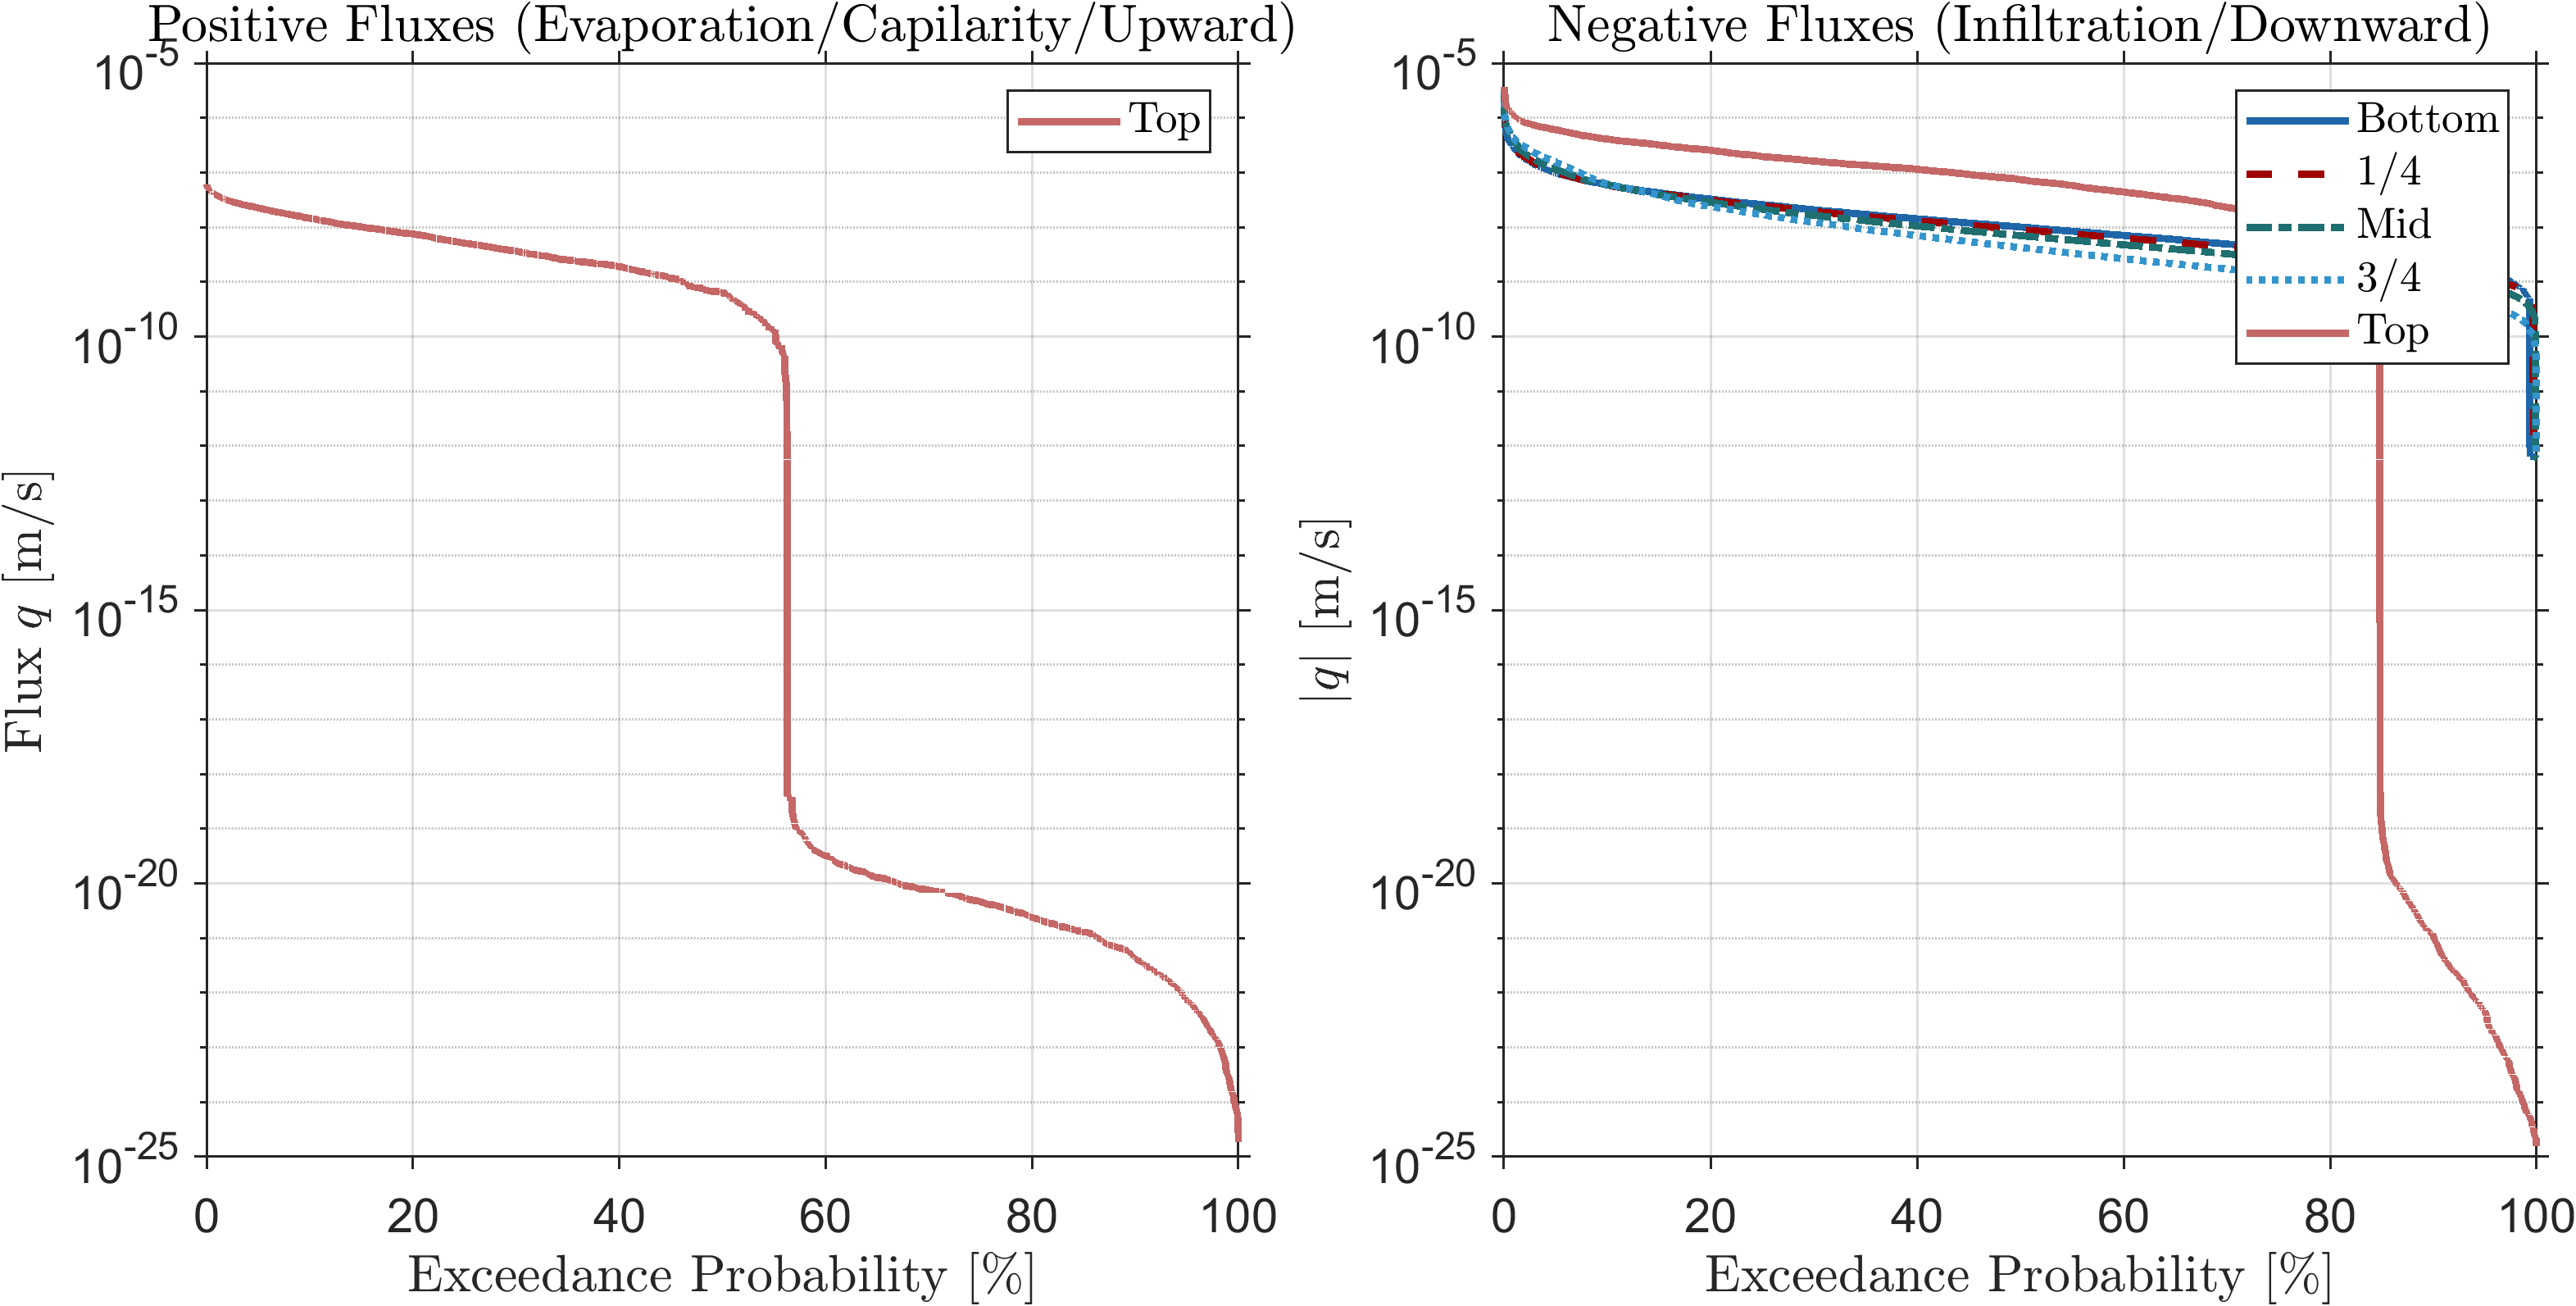 Positive Fluxes (Evaporation/Capilarity/Upward)
10^-5
10^-10
10^-15
10^-20
10^-25
Flux q [m/s]
Top
0 20 40 60 80 100
Exceedance Probability [%]
Negative Fluxes (Infiltration/Downward)
10^-5
10^-10
10^-15
10^-20
10^-25
|q| [m/s]
Bottom
1/4
Mid
3/4
Top
0 20 40 60 80 100
Exceedance Probability [%]